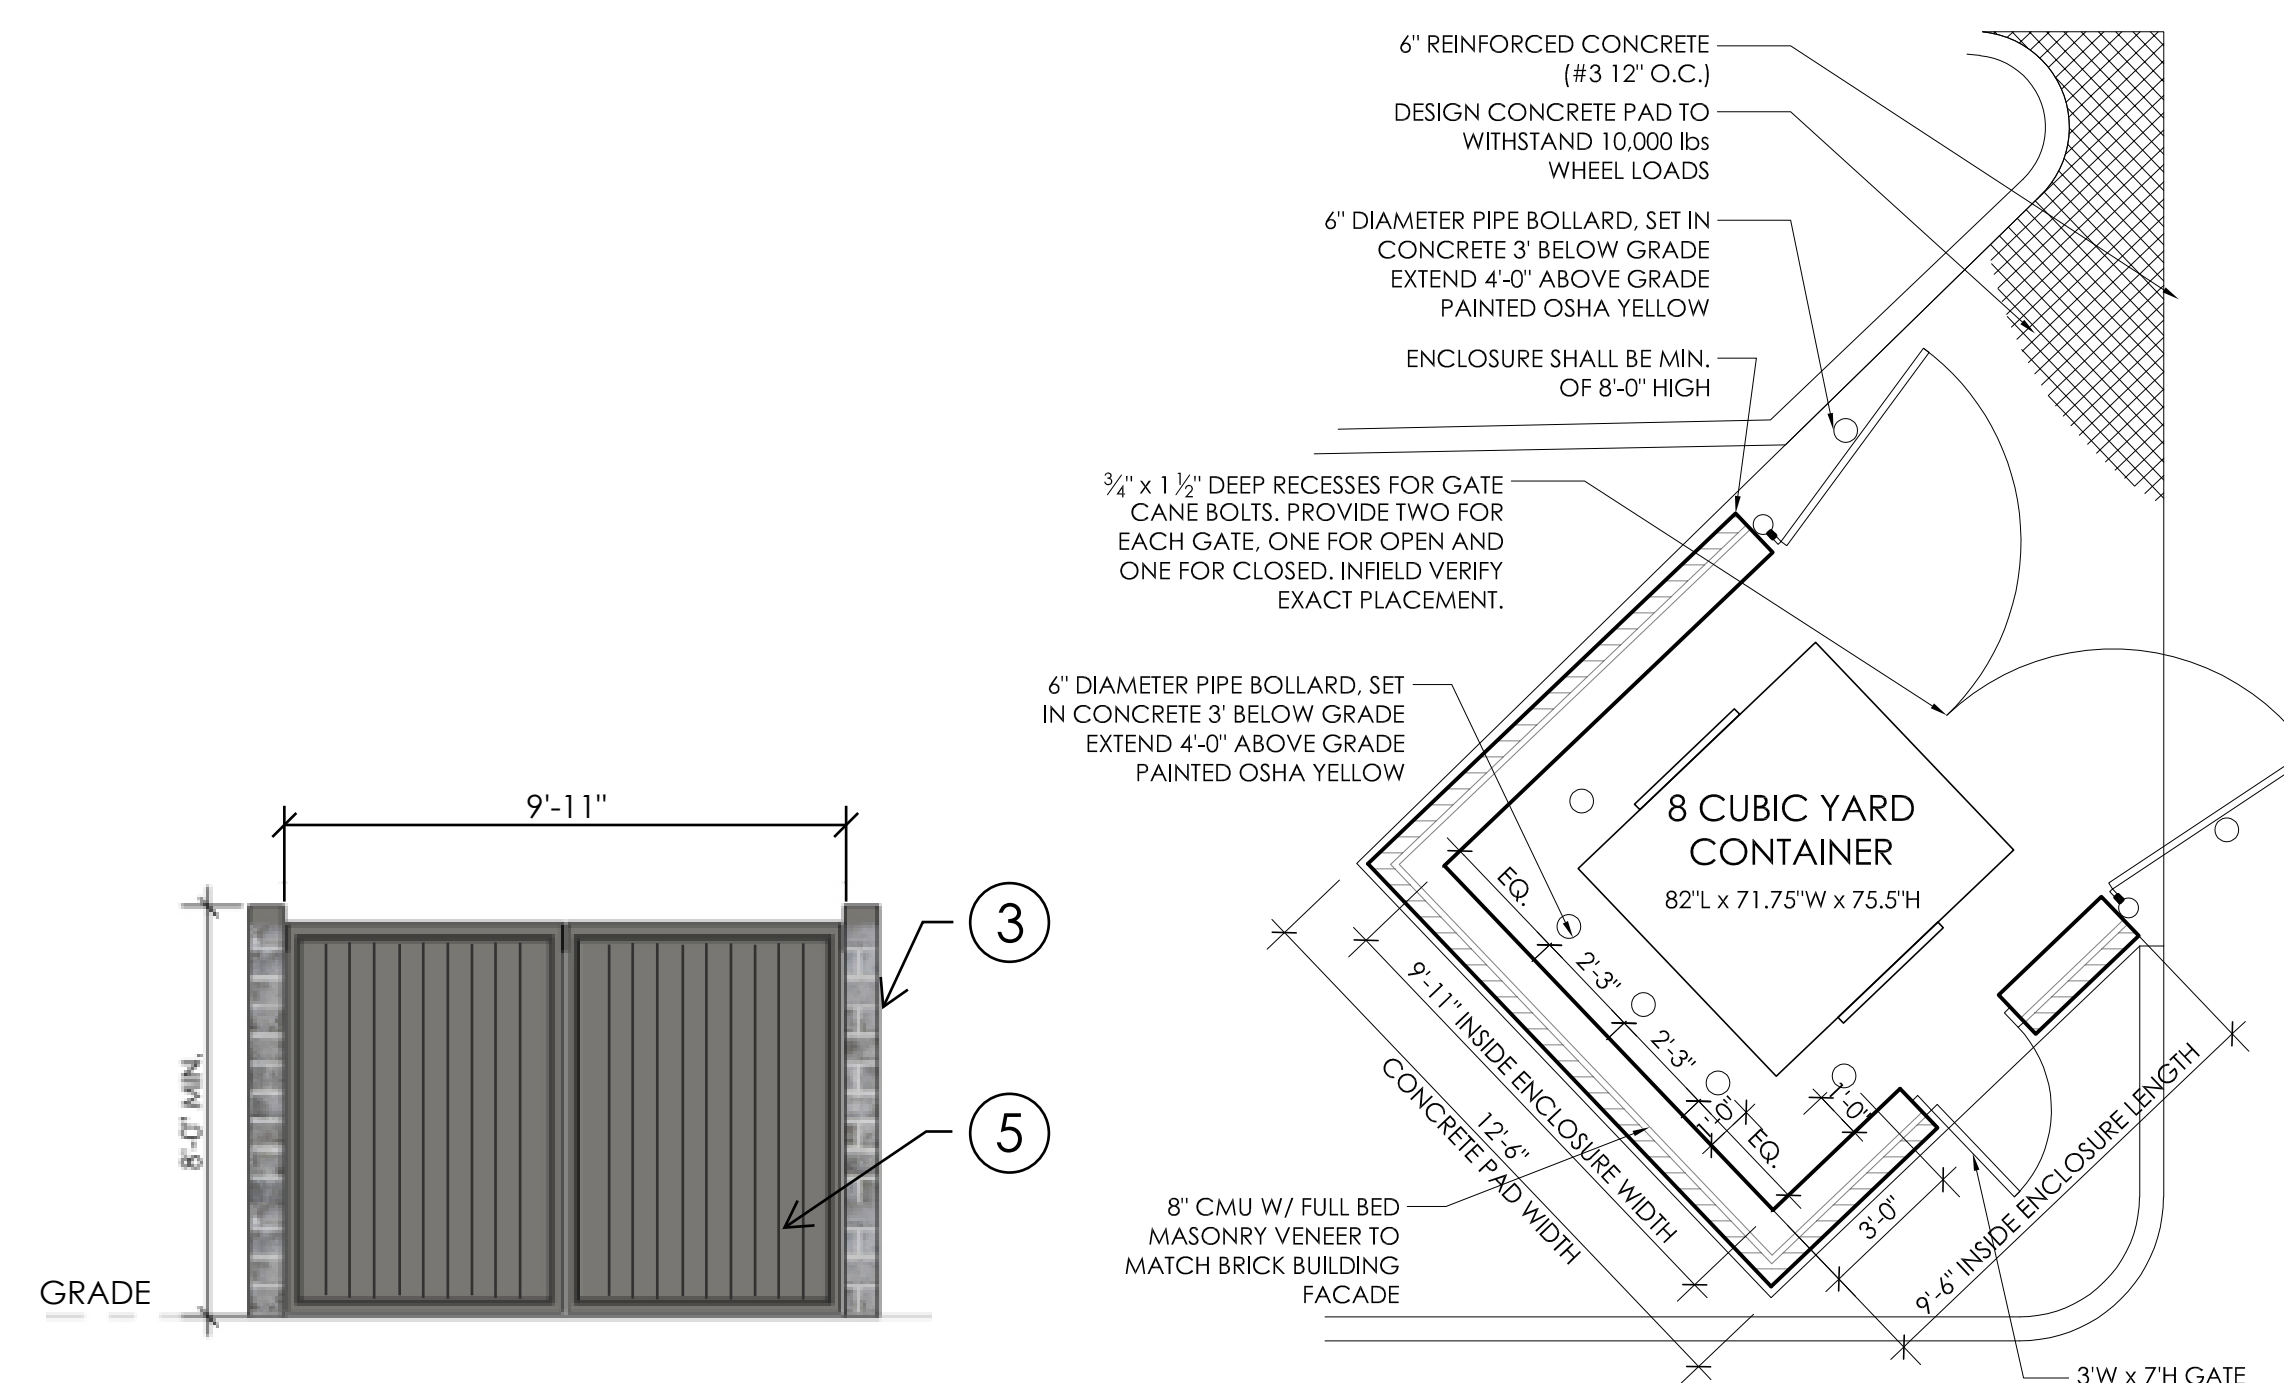 6" REINFORCED CONCRETE
(#3 12" O.C.)
DESIGN CONCRETE PAD TO
WITHSTAND 10,000 lbs
WHEEL LOADS
6" DIAMETER PIPE BOLLARD, SET IN
CONCRETE 3' BELOW GRADE
EXTEND 4'-0" ABOVE GRADE
PAINTED OSHA YELLOW
ENCLOSURE SHALL BE MIN.
OF 8'-0" HIGH
¾" x 1 ½" DEEP RECESSES FOR GATE
CANE BOLTS. PROVIDE TWO FOR
EACH GATE, ONE FOR OPEN AND
ONE FOR CLOSED. INFIELD VERIFY
EXACT PLACEMENT.
6" DIAMETER PIPE BOLLARD, SET
IN CONCRETE 3' BELOW GRADE
EXTEND 4'-0" ABOVE GRADE
PAINTED OSHA YELLOW
8 CUBIC YARD
CONTAINER
82"L x 71.75"W x 75.5"H
EQ.
2'-3"
2'-3"
1'-0"
EQ.
1'-0"
9'-11" INSIDE ENCLOSURE WIDTH
12'-6"
CONCRETE PAD WIDTH
3'-0"
9'-6" INSIDE ENCLOSURE LENGTH
8" CMU W/ FULL BED
MASONRY VENEER TO
MATCH BRICK BUILDING
FACADE
3'W x 7'H GATE
9'-11"
3
5
8'-0" MIN.
GRADE